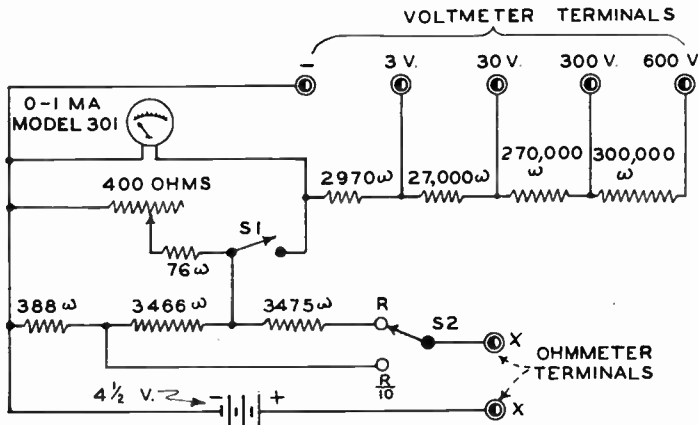 VOLTMETER TERMINALS
- 3 V. 30 V. 300 V. 600 V
0-1 MA
MODEL 301
400 OHMS
2970ω 27,000ω 270,000 ω 300,000 ω
S1
76ω
388ω 3466ω 3475ω R
S2
X
R/10
OHMMETER
TERMINALS
4½ V. - + X